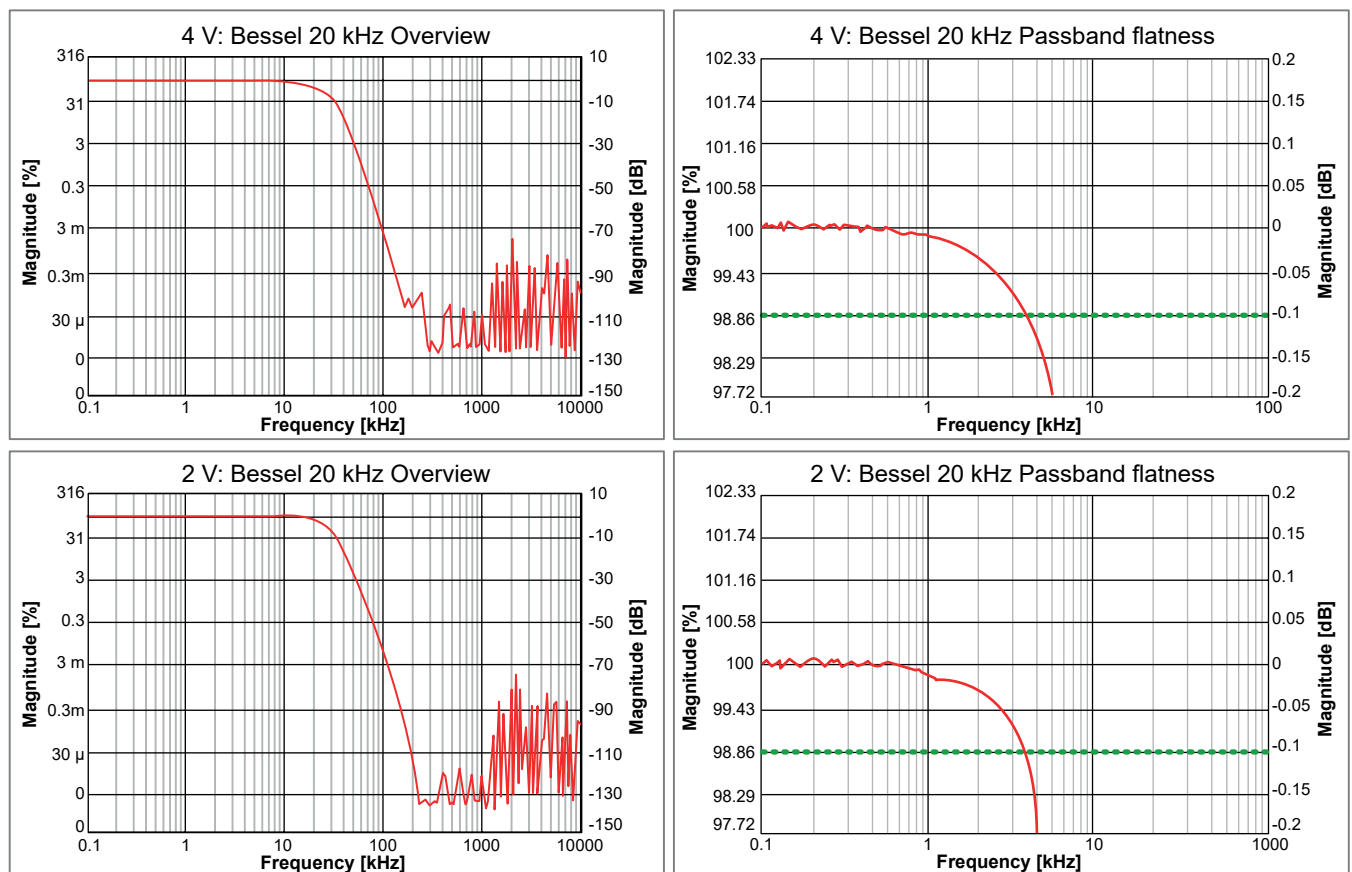 4 V: Bessel 20 kHz Overview
316
31
3
0.3
3 m
0.3m
30 µ
0
0
Magnitude [%]
10
-10
-30
-50
-70
-90
-110
-130
-150
Magnitude [dB]
0.1 1 10 100 1000 10000
Frequency [kHz]
4 V: Bessel 20 kHz Passband flatness
102.33
101.74
101.16
100.58
100
99.43
98.86
98.29
97.72
Magnitude [%]
0.2
0.15
0.1
0.05
0
-0.05
-0.1
-0.15
-0.2
Magnitude [dB]
0.1 1 10 100
Frequency [kHz]
2 V: Bessel 20 kHz Overview
316
31
3
0.3
3 m
0.3m
30 µ
0
0
Magnitude [%]
10
-10
-30
-50
-70
-90
-110
-130
-150
Magnitude [dB]
0.1 1 10 100 1000 10000
Frequency [kHz]
2 V: Bessel 20 kHz Passband flatness
102.33
101.74
101.16
100.58
100
99.43
98.86
98.29
97.72
Magnitude [%]
0.2
0.15
0.1
0.05
0
-0.05
-0.1
-0.15
-0.2
Magnitude [dB]
0.1 1 10 1000
Frequency [kHz]